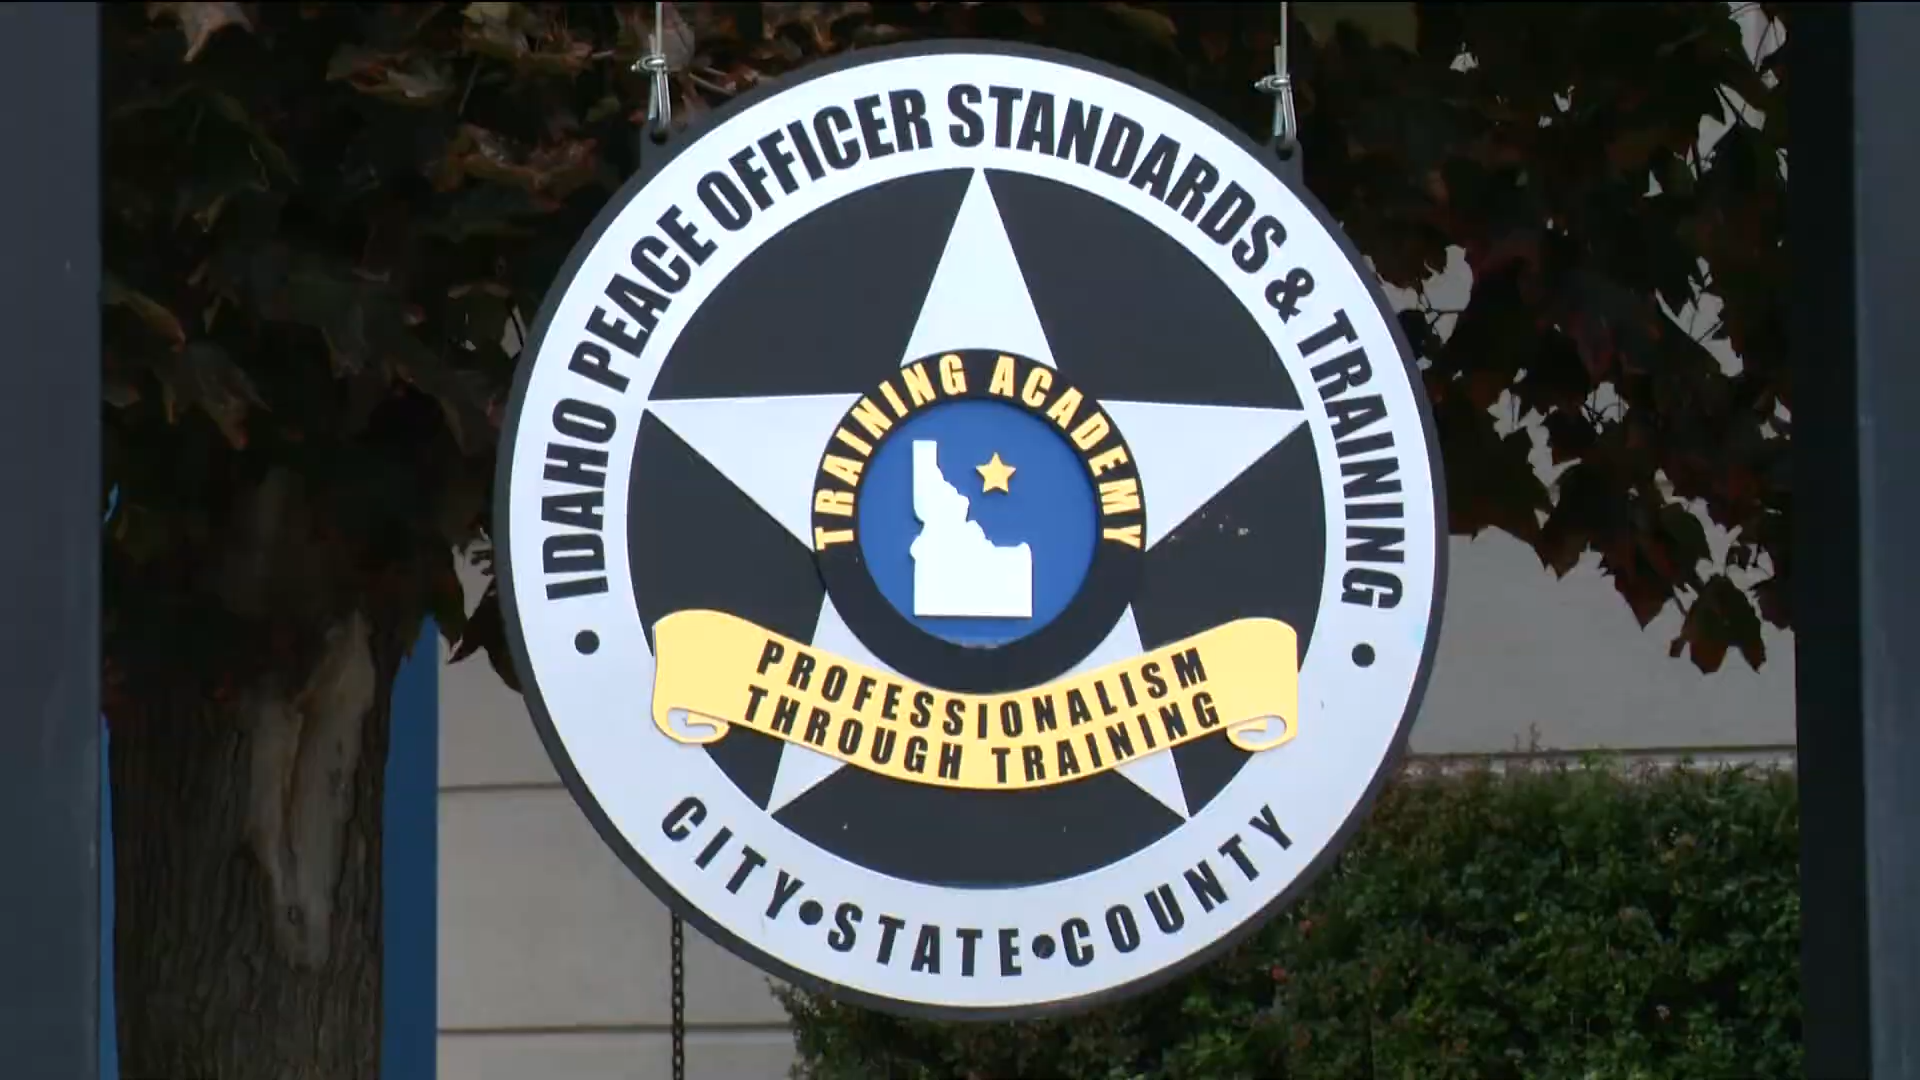 IDAHO PEACE OFFICER STANDARDS & TRAINING
TRAINING ACADEMY
PROFESSIONALISM
THROUGH TRAINING
CITY•STATE•COUNTY